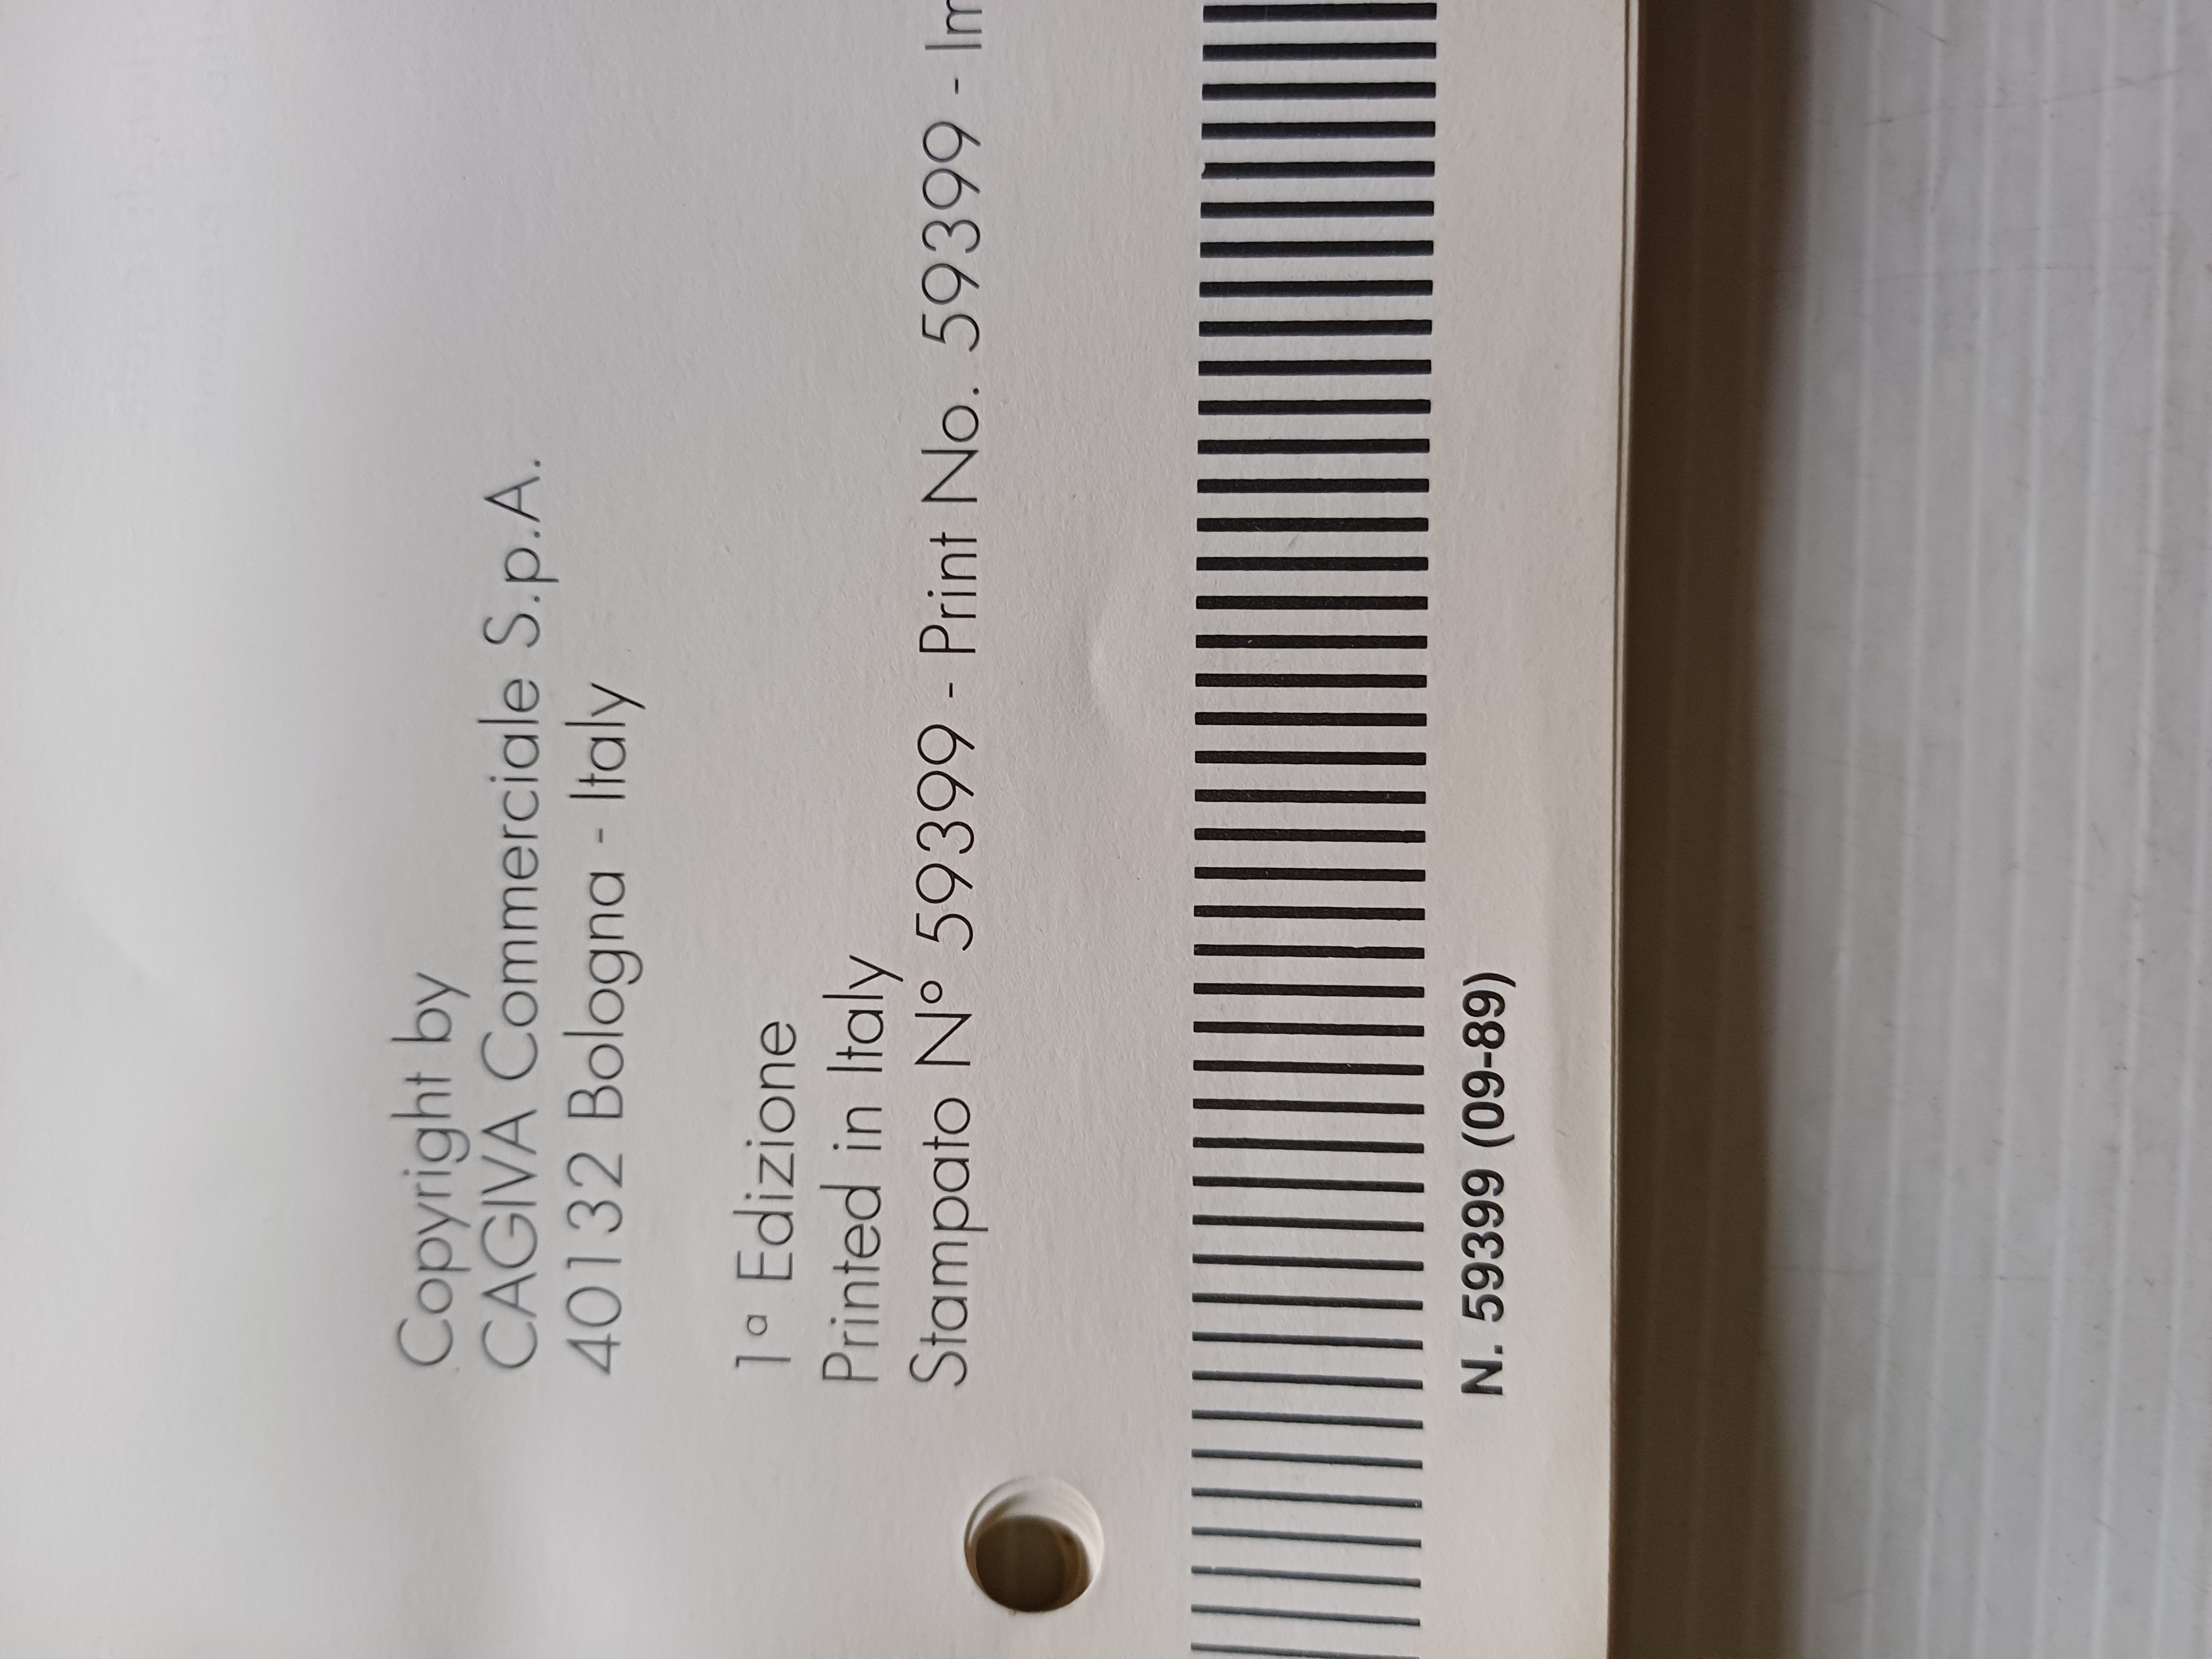 Copyright by
CAGIVA Commerciale S.p.A.
40132 Bologna - Italy
1ª Edizione
Printed in Italy
Stampato N° 59399 - Print No. 59399 - Im
N. 59399 (09-89)